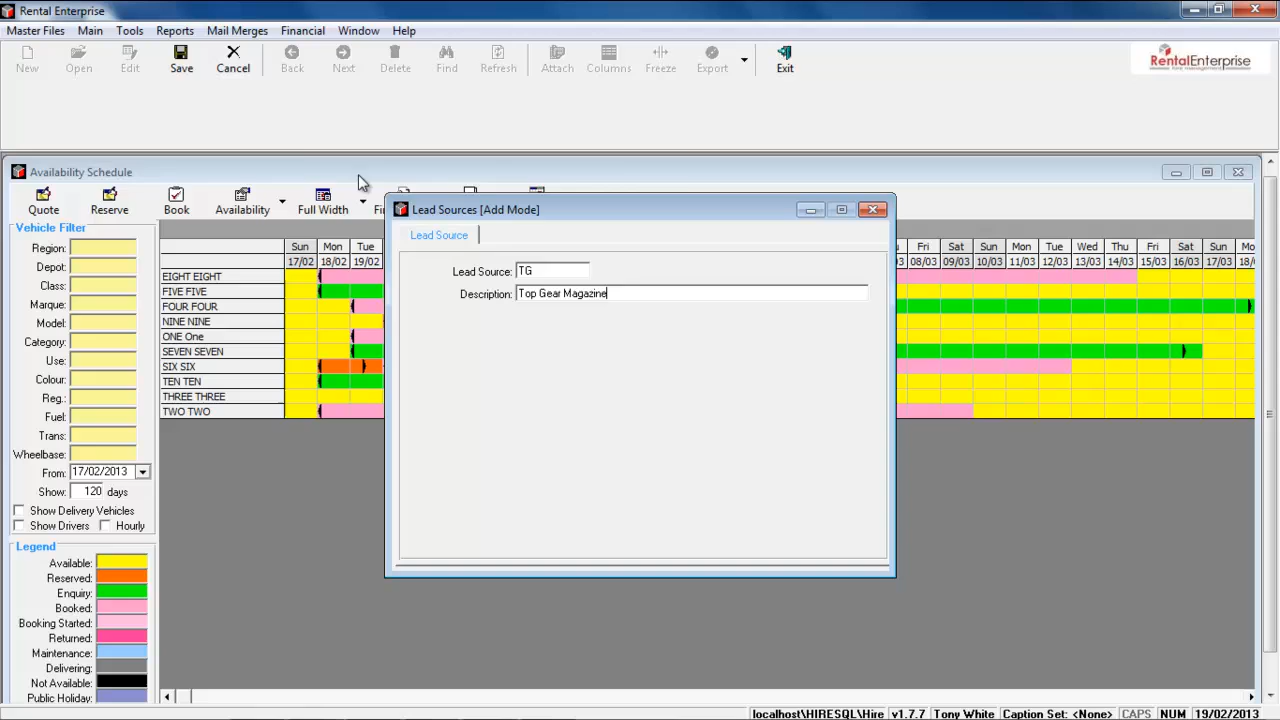 Rental Enterprise
Master Files Main Tools Reports Mail Merges Financial Window Help
New Open Edit Save Cancel Back Next Delete Find Refresh Attach Columns Freeze Export Exit
RentalEnterprise
Availability Schedule
Quote Reserve Book Availability Full Width
Lead Sources [Add Mode]
Lead Source
Lead Source: TG
Description: Top Gear Magazine
Vehicle Filter
Region:
Depot:
Class:
Marque:
Model:
Category:
Use:
Colour:
Reg.:
Fuel:
Trans:
Wheelbase:
From: 17/02/2013
Show: 120 days
Show Delivery Vehicles
Show Drivers Hourly
Legend
Available:
Reserved:
Enquiry:
Booked:
Booking Started:
Returned:
Maintenance:
Delivering:
Not Available:
Public Holiday:
Sun Mon Tue Fri Sat Sun Mon Tue Wed Thu Fri Sat Sun Mo
17/02 18/02 19/02 08/03 09/03 10/03 11/03 12/03 13/03 14/03 15/03 16/03 17/03 18/
EIGHT EIGHT
FIVE FIVE
FOUR FOUR
NINE NINE
ONE One
SEVEN SEVEN
SIX SIX
TEN TEN
THREE THREE
TWO TWO
localhost\HIRESQL\Hire v1.7.7 Tony White Caption Set: <None> CAPS NUM 19/02/2013